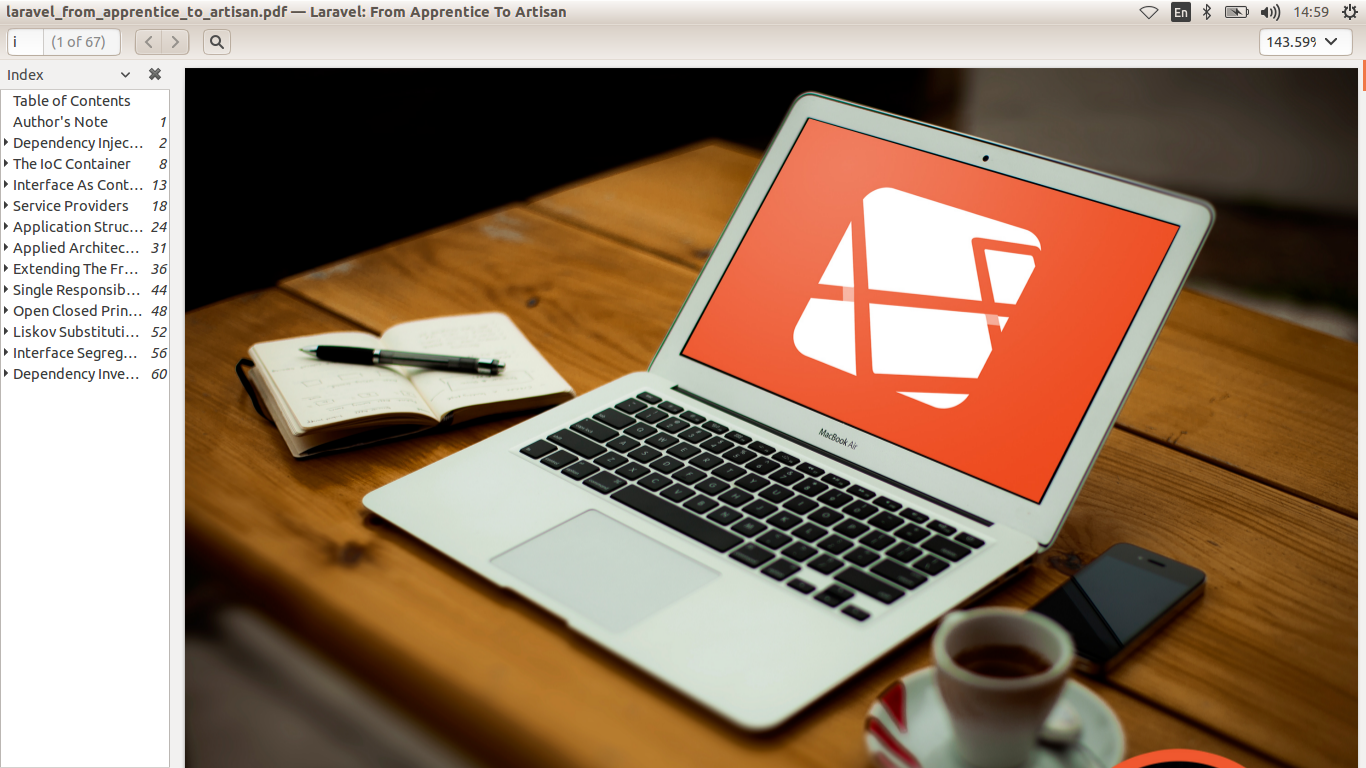 laravel_from_apprentice_to_artisan.pdf — Laravel: From Apprentice To Artisan
En
14:59
i
(1 of 67)
143.59%
Index
Table of Contents
Author's Note 1
Dependency Injec... 2
The IoC Container 8
Interface As Cont... 13
Service Providers 18
Application Struc... 24
Applied Architec... 31
Extending The Fr... 36
Single Responsib... 44
Open Closed Prin... 48
Liskov Substituti... 52
Interface Segreg... 56
Dependency Inve... 60
MacBook Air